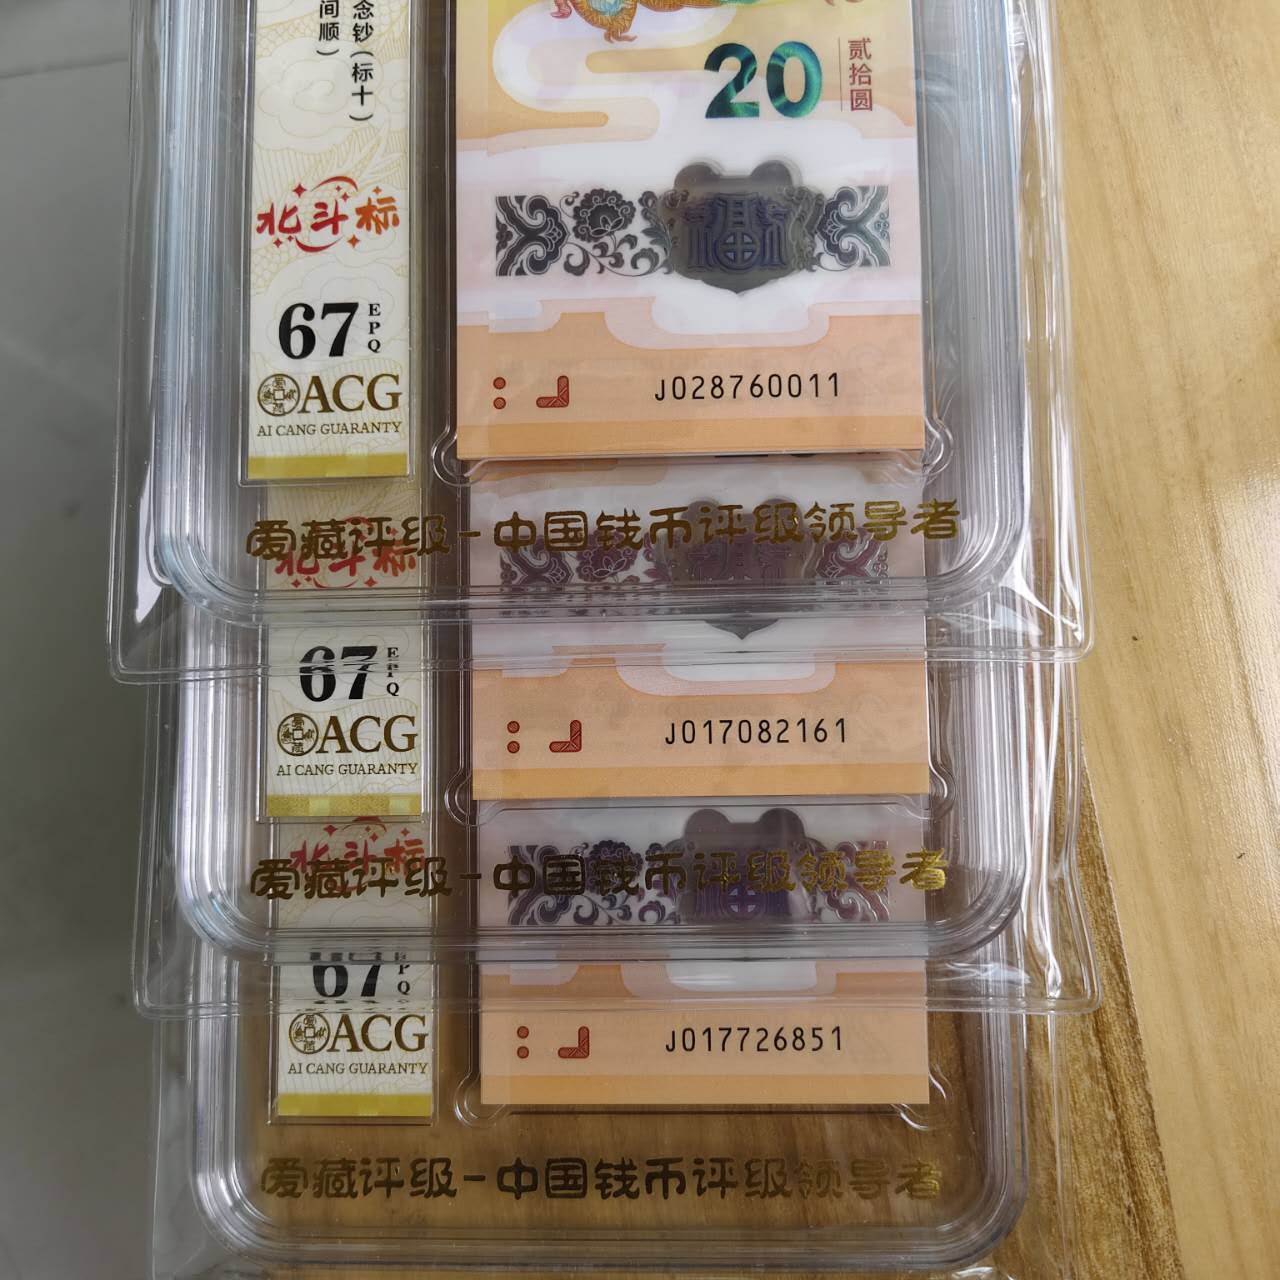 念钞（标十）
间顺）
20
贰拾圆
北斗标
67
EPQ
ACG
AI CANG GUARANTY
J028760011
爱藏评级-中国钱币评级领导者
北斗标
67
EPQ
ACG
AI CANG GUARANTY
J017082161
爱藏评级-中国钱币评级领导者
北斗标
67
PQ
ACG
AI CANG GUARANTY
J017726851
爱藏评级-中国钱币评级领导者